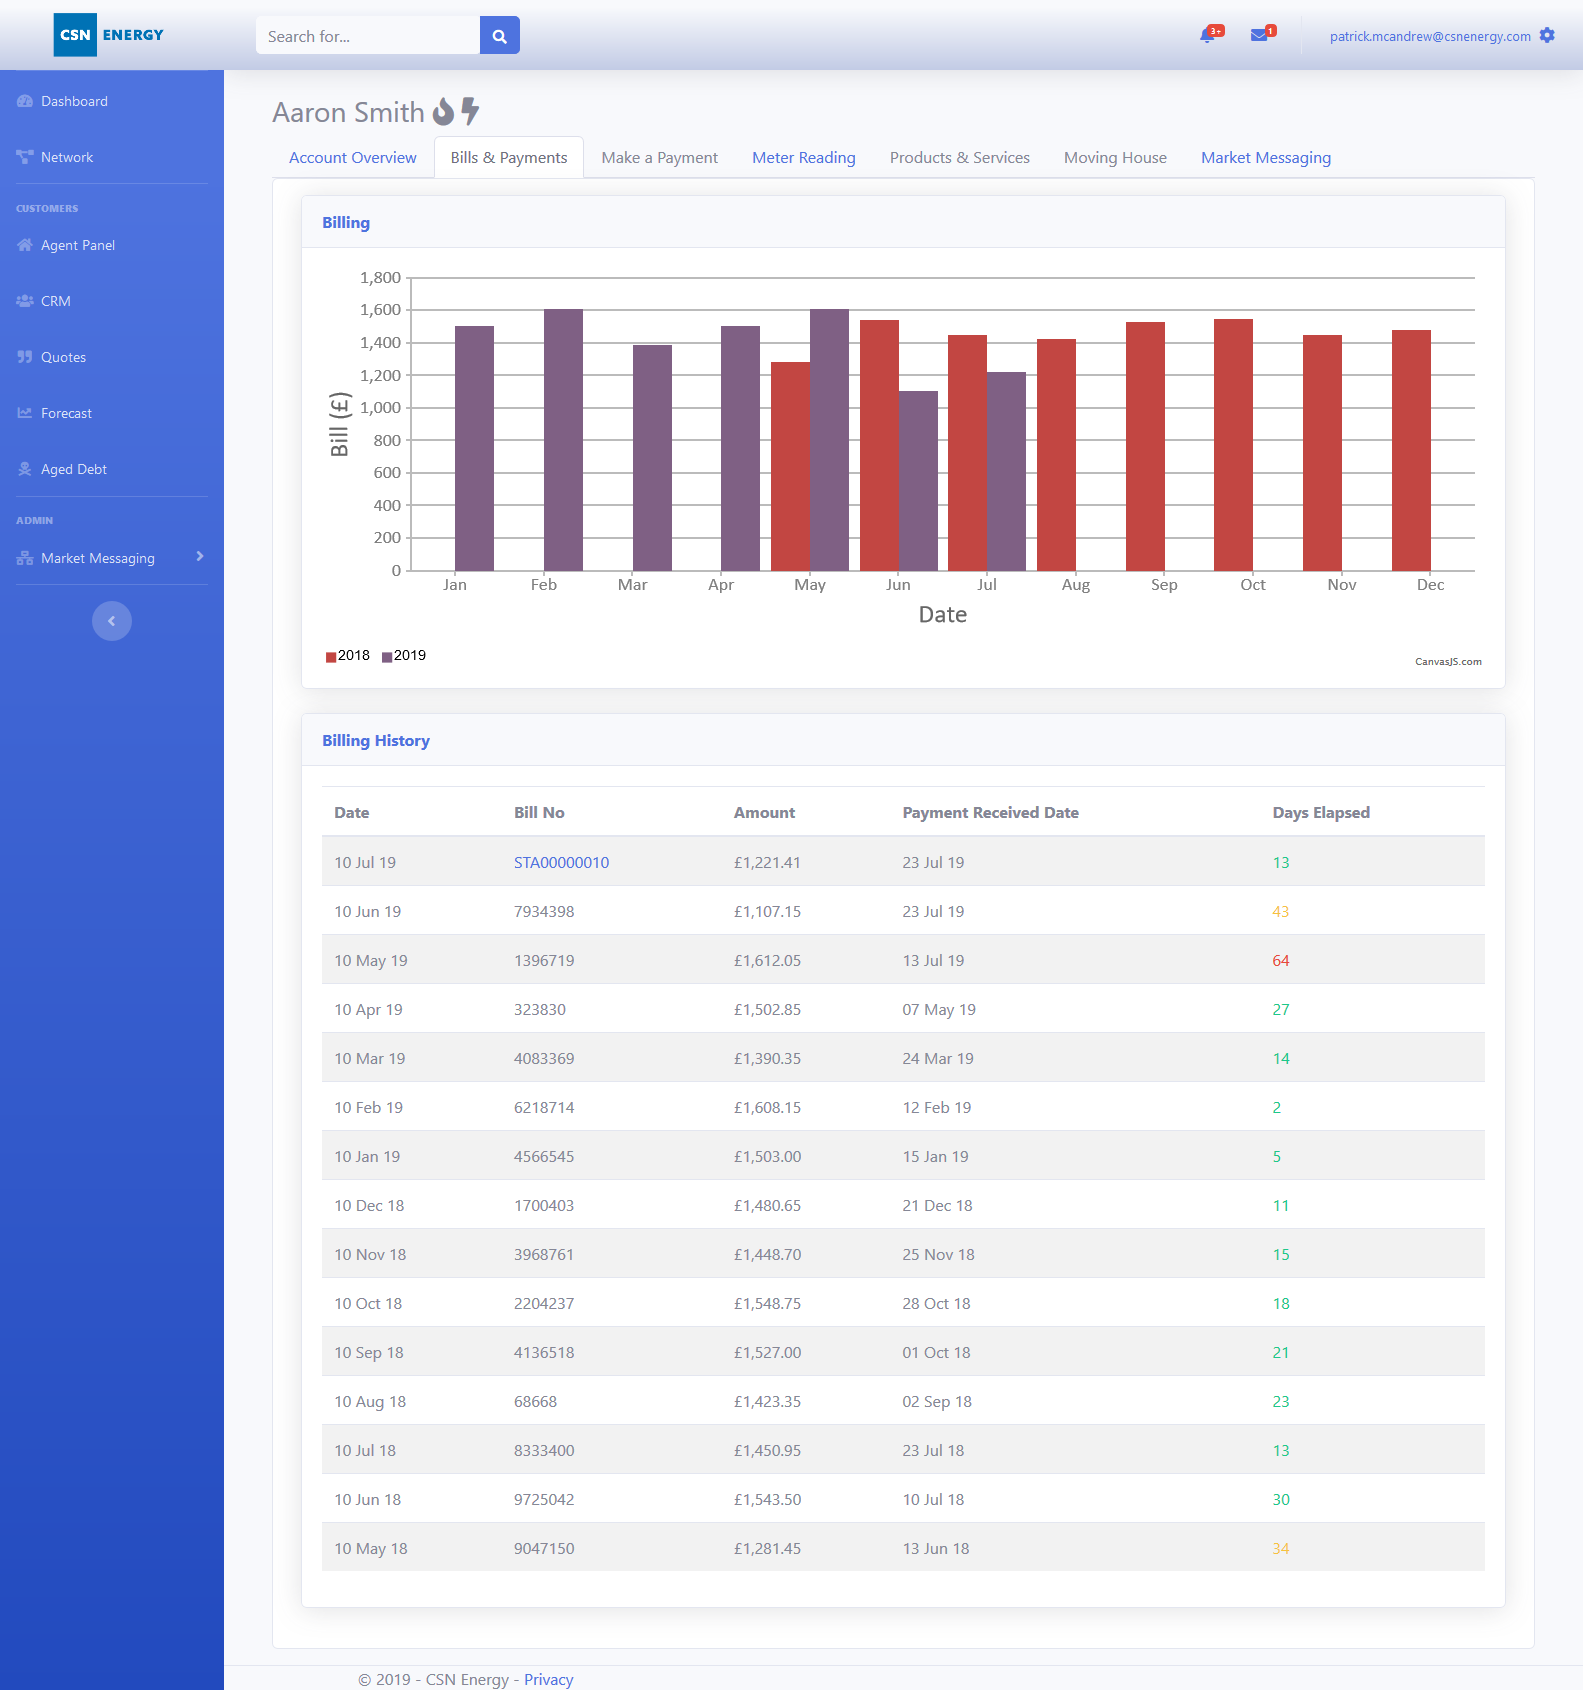 CSN ENERGY
Search for...
3+
1
patrick.mcandrew@csnenergy.com
Dashboard
Network
CUSTOMERS
Agent Panel
CRM
Quotes
Forecast
Aged Debt
ADMIN
Market Messaging
Aaron Smith
Account Overview Bills & Payments Make a Payment Meter Reading Products & Services Moving House Market Messaging
Billing
1,800
1,600
1,400
1,200
1,000
800
600
400
200
0
Bill (£)
Jan Feb Mar Apr May Jun Jul Aug Sep Oct Nov Dec
Date
2018 2019
CanvasJS.com
Billing History
Date Bill No Amount Payment Received Date Days Elapsed
10 Jul 19 STA00000010 £1,221.41 23 Jul 19 13
10 Jun 19 7934398 £1,107.15 23 Jul 19 43
10 May 19 1396719 £1,612.05 13 Jul 19 64
10 Apr 19 323830 £1,502.85 07 May 19 27
10 Mar 19 4083369 £1,390.35 24 Mar 19 14
10 Feb 19 6218714 £1,608.15 12 Feb 19 2
10 Jan 19 4566545 £1,503.00 15 Jan 19 5
10 Dec 18 1700403 £1,480.65 21 Dec 18 11
10 Nov 18 3968761 £1,448.70 25 Nov 18 15
10 Oct 18 2204237 £1,548.75 28 Oct 18 18
10 Sep 18 4136518 £1,527.00 01 Oct 18 21
10 Aug 18 68668 £1,423.35 02 Sep 18 23
10 Jul 18 8333400 £1,450.95 23 Jul 18 13
10 Jun 18 9725042 £1,543.50 10 Jul 18 30
10 May 18 9047150 £1,281.45 13 Jun 18 34
© 2019 - CSN Energy - Privacy